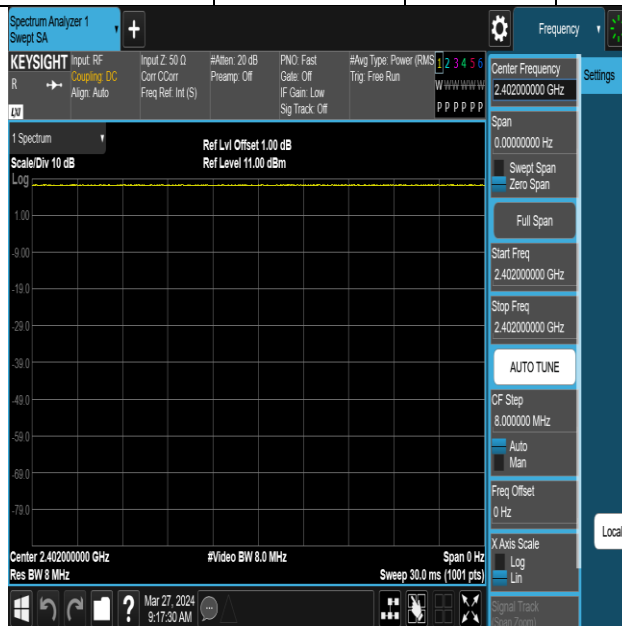 Spectrum Analyzer 1
Swept SA
+
Frequency
KEYSIGHT
R
LXI
Input: RF
Coupling: DC
Align: Auto
Input Z: 50 Ω
Corr CCorr
Freq Ref: Int (S)
#Atten: 20 dB
Preamp: Off
PNO: Fast
Gate: Off
IF Gain: Low
Sig Track: Off
#Avg Type: Power (RMS
Trig: Free Run
1 2 3 4 5 6
W W W W W W
P P P P P P
Center Frequency
2.402000000 GHz
Settings
Span
0.00000000 Hz
Swept Span
Zero Span
Full Span
Start Freq
2.402000000 GHz
Stop Freq
2.402000000 GHz
AUTO TUNE
CF Step
8.000000 MHz
Auto
Man
Freq Offset
0 Hz
X Axis Scale
Log
Lin
Signal Track
(Span Zoom)
Local
1 Spectrum
Scale/Div 10 dB
Log
Ref Lvl Offset 1.00 dB
Ref Level 11.00 dBm
1.00
-9.00
-19.0
-29.0
-39.0
-49.0
-59.0
-69.0
-79.0
Center 2.402000000 GHz
#Video BW 8.0 MHz
Span 0 Hz
Res BW 8 MHz
Sweep 30.0 ms (1001 pts)
?
Mar 27, 2024
9:17:30 AM